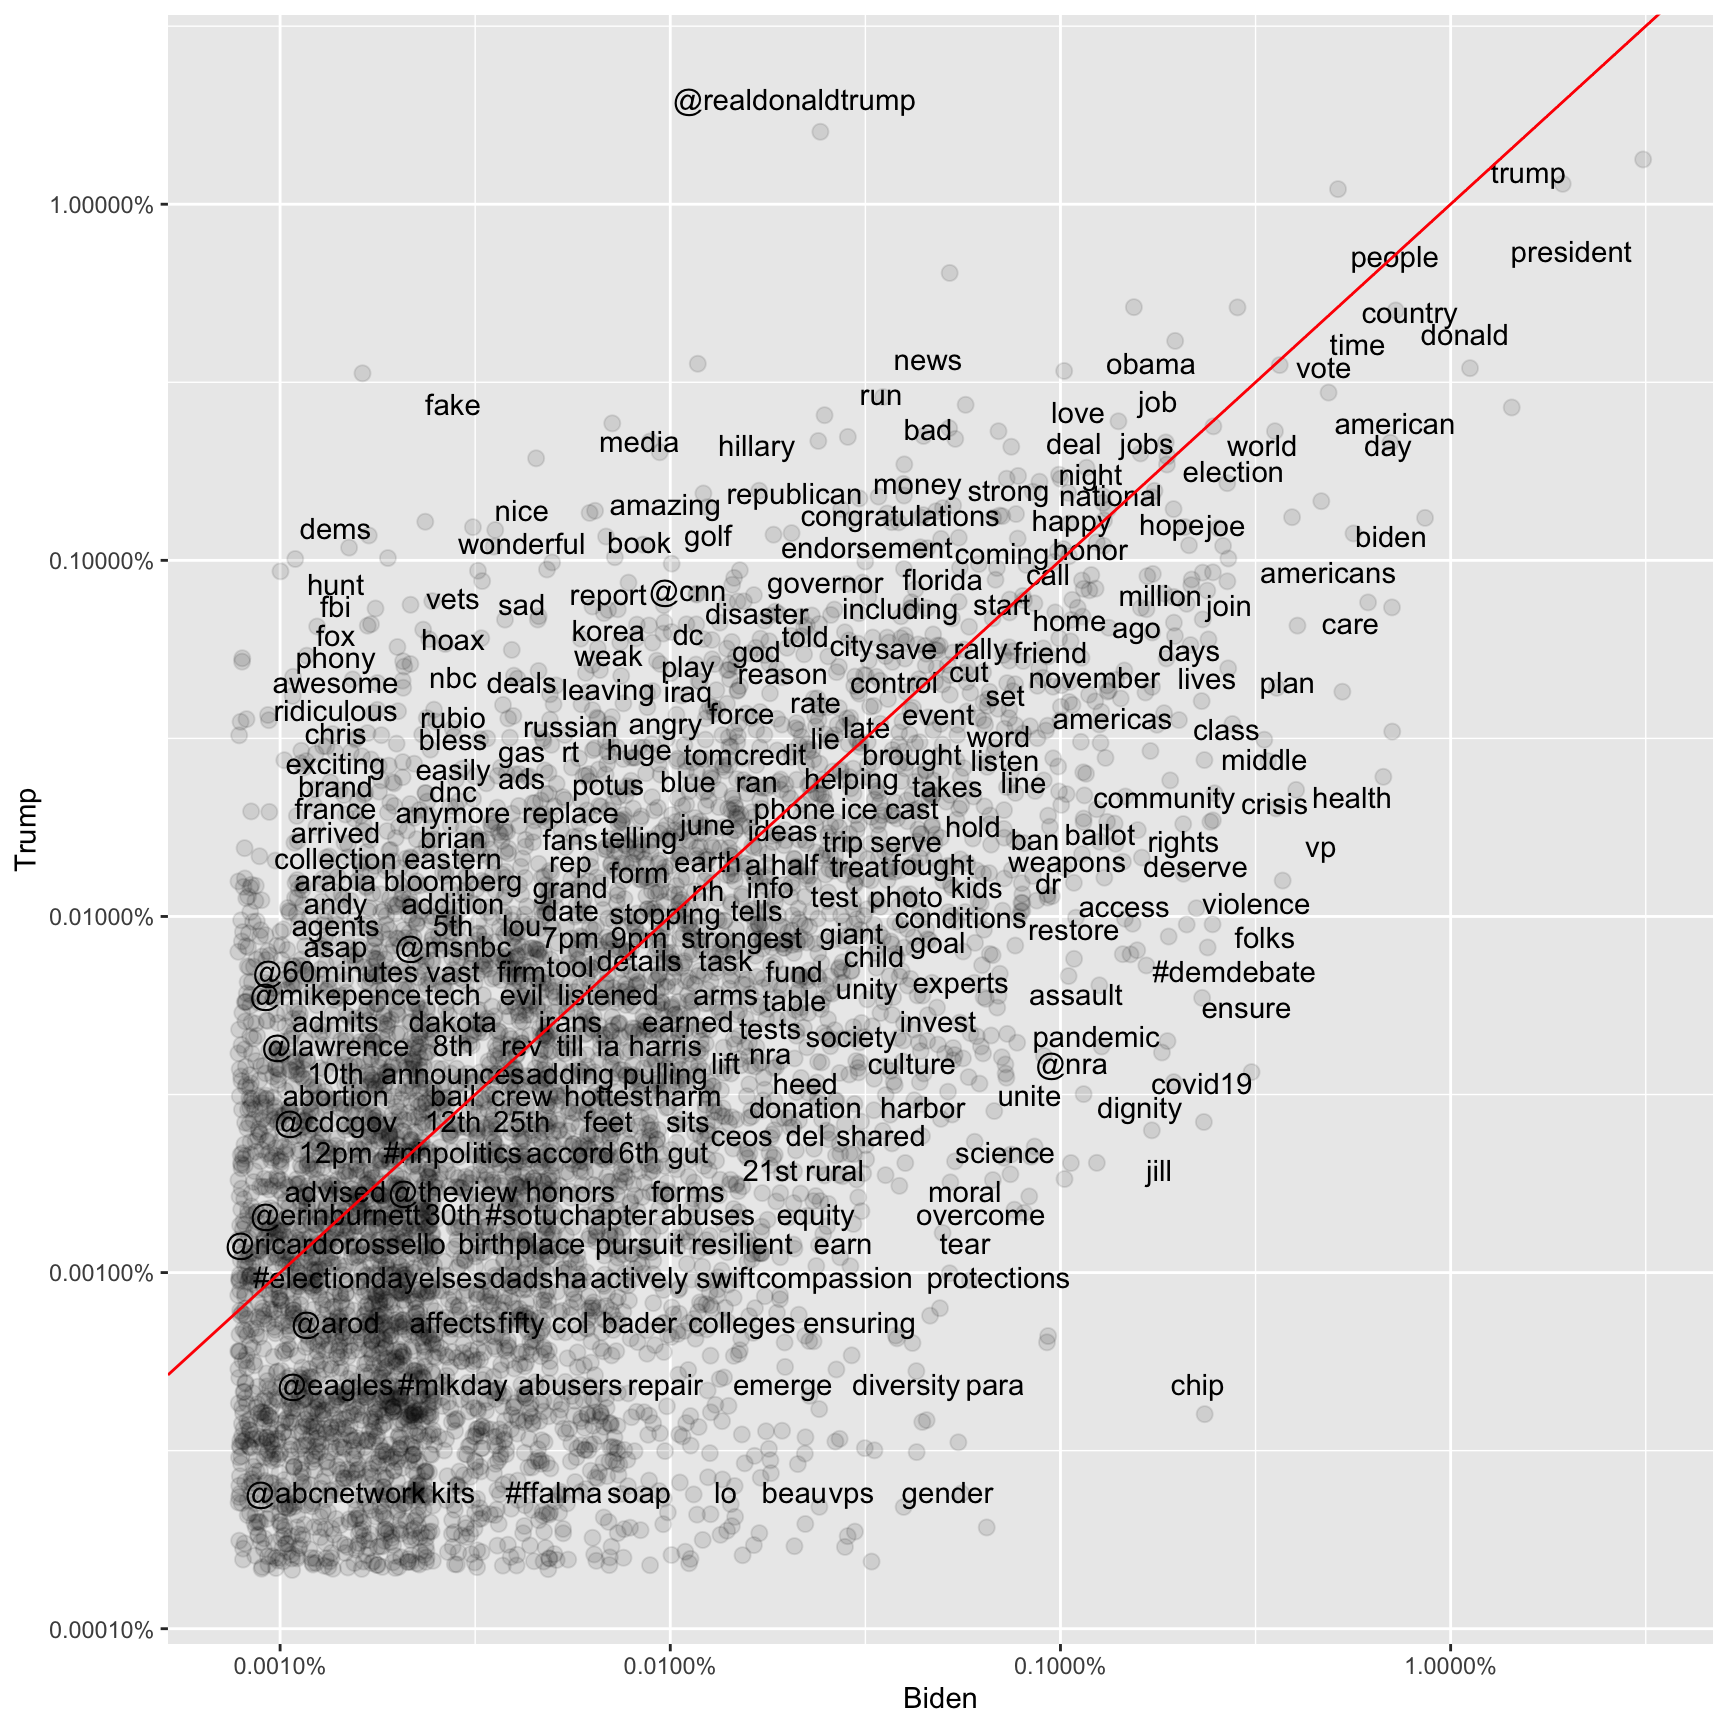 @realdonaldtrump
trump
1.00000%
people president
country
donald
time
news obama vote
run
fake love job
american
media hillary bad deal jobs world day
night election
republican money strong national
nice amazing congratulations happy hope joe
dems
wonderful book golf endorsement coming honor biden
call americans
hunt governor florida
fbi vets sad report @cnn disaster including start million join
fox hoax korea dc told home ago care
phony weak god city save rally friend days
awesome nbc deals leaving play reason control cut november lives plan
iraq set
ridiculous rubio russian angry force rate event americas
chris bless lie late word class
exciting gas rt huge tom credit brought listen middle
brand easily ads potus blue ran helping takes line
dnc
france anymore replace phone ice cast community crisis health
arrived brian fans telling june ideas trip serve hold ban ballot rights vp
collection eastern rep form earth al half treat fought weapons deserve
arabia bloomberg grand nh info test photo kids dr
andy addition date stopping tells conditions access violence
agents 5th lou 7pm 9pm strongest giant goal restore folks
asap @msnbc
@60minutes vast firm tool details task fund child #demdebate
@mikepence tech evil listened arms table unity experts assault ensure
admits dakota irans earned tests society invest pandemic
@lawrence 8th rev till ia harris lift nra culture @nra
10th announces adding pulling heed covid19
abortion bail crew hottest harm donation harbor unite dignity
@cdcgov 12th 25th feet sits ceos del shared
12pm #nhpolitics accord 6th gut 21st rural science jill
advised @theview honors forms moral
@erinburnett 30th #sotu chapter abuses equity overcome
@ricardorossello birthplace pursuit resilient earn tear
#electionday elses dadsha actively swift compassion protections
@arod affects fifty col bader colleges ensuring
@eagles #mlkday abusers repair emerge diversity para chip
@abcnetwork kits #ffalma soap lo beau vps gender
0.10000%
0.01000%
0.00100%
0.00010%
Trump
0.0010% 0.0100% 0.1000% 1.0000%
Biden